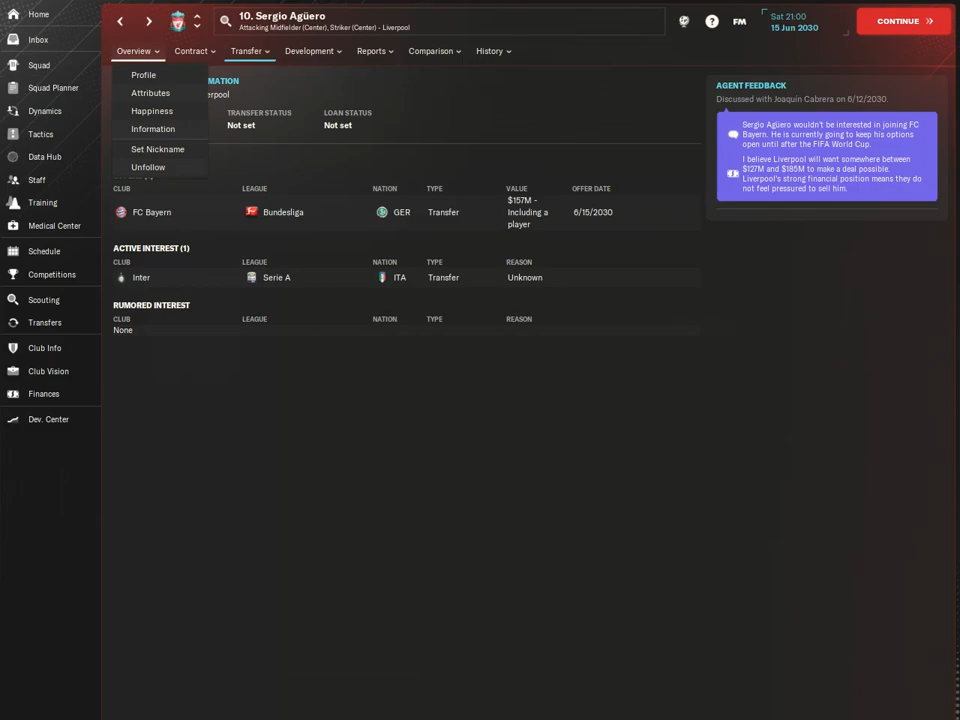 Home
10. Sergio Agüero
Attacking Midfielder (Center), Striker (Center) - Liverpool
FM
Sat 21:00
15 Jun 2030
CONTINUE
Inbox
Squad
Squad Planner
Dynamics
Tactics
Data Hub
Staff
Training
Medical Center
Schedule
Competitions
Scouting
Transfers
Club Info
Club Vision
Finances
Dev. Center
Overview
Contract
Transfer
Development
Reports
Comparison
History
Profile
Attributes
Happiness
Information
Set Nickname
Unfollow
MATION
erpool
TRANSFER STATUS
LOAN STATUS
Not set
Not set
CLUB LEAGUE NATION TYPE VALUE OFFER DATE
FC Bayern Bundesliga GER Transfer $157M - Including a player 6/15/2030
ACTIVE INTEREST (1)
CLUB LEAGUE NATION TYPE REASON
Inter Serie A ITA Transfer Unknown
RUMORED INTEREST
CLUB LEAGUE NATION TYPE REASON
None
AGENT FEEDBACK
Discussed with Joaquín Cabrera on 6/12/2030.
Sergio Agüero wouldn't be interested in joining FC
Bayern. He is currently going to keep his options
open until after the FIFA World Cup.
I believe Liverpool will want somewhere between
$127M and $185M to make a deal possible.
Liverpool's strong financial position means they do
not feel pressured to sell him.